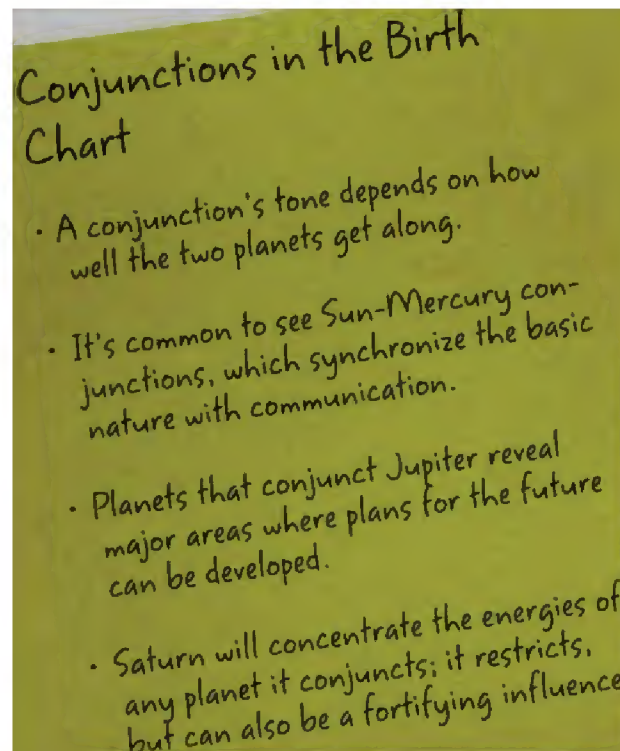 Conjunctions in the Birth
Chart
· A conjunction's tone depends on how
well the two planets get along.
· It's common to see Sun-Mercury con-
junctions, which synchronize the basic
nature with communication.
· Planets that conjunct Jupiter reveal
major areas where plans for the future
can be developed.
· Saturn will concentrate the energies of
any planet it conjuncts; it restricts,
but can also be a fortifying influence